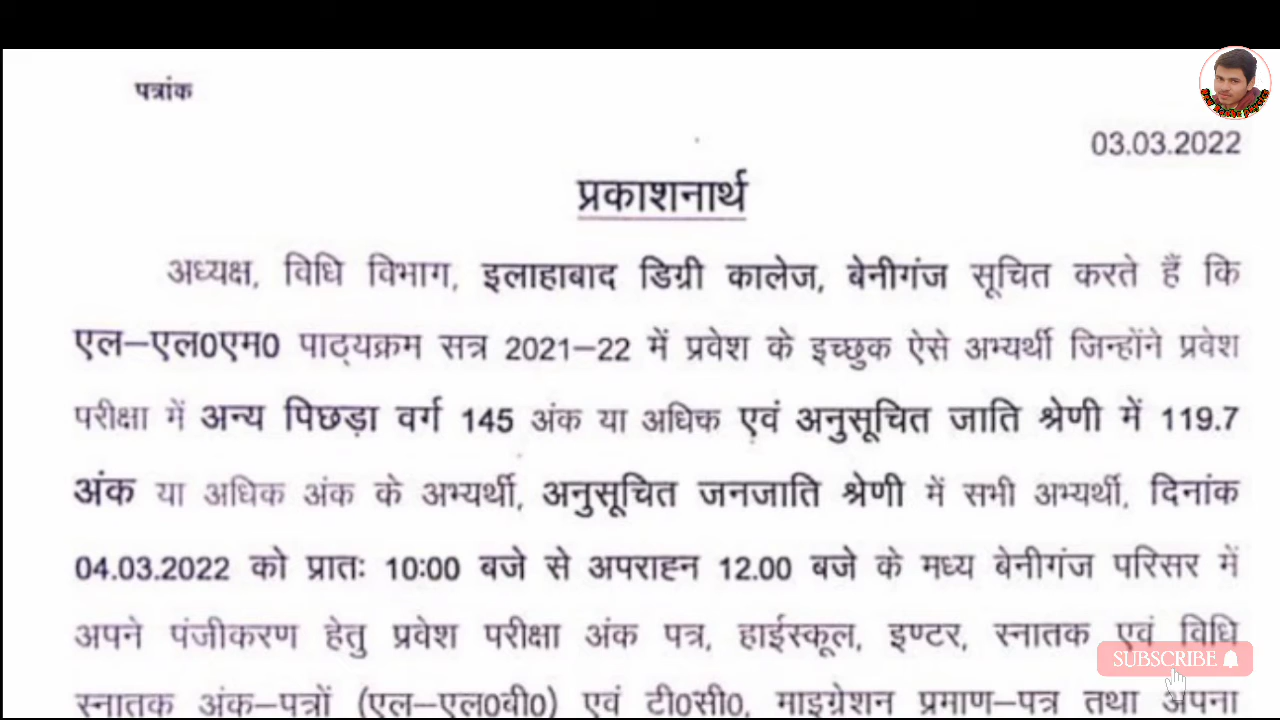 पत्रांक
03.03.2022
प्रकाशनार्थ
अध्यक्ष, विधि विभाग, इलाहाबाद डिग्री कालेज, बेनीगंज सूचित करते हैं कि
एल–एल0एम0 पाठ्यक्रम सत्र 2021–22 में प्रवेश के इच्छुक ऐसे अभ्यर्थी जिन्होंने प्रवेश
परीक्षा में अन्य पिछड़ा वर्ग 145 अंक या अधिक एवं अनुसूचित जाति श्रेणी में 119.7
अंक या अधिक अंक के अभ्यर्थी, अनुसूचित जनजाति श्रेणी में सभी अभ्यर्थी, दिनांक
04.03.2022 को प्रातः 10:00 बजे से अपराह्न 12.00 बजे के मध्य बेनीगंज परिसर में
अपने पंजीकरण हेतु प्रवेश परीक्षा अंक पत्र, हाईस्कूल, इण्टर, स्नातक एवं विधि
SUBSCRIBE
स्नातक अंक–पत्रों (एल–एल0बी0) एवं टी0सी0, माइग्रेशन प्रमाण–पत्र तथा अपना